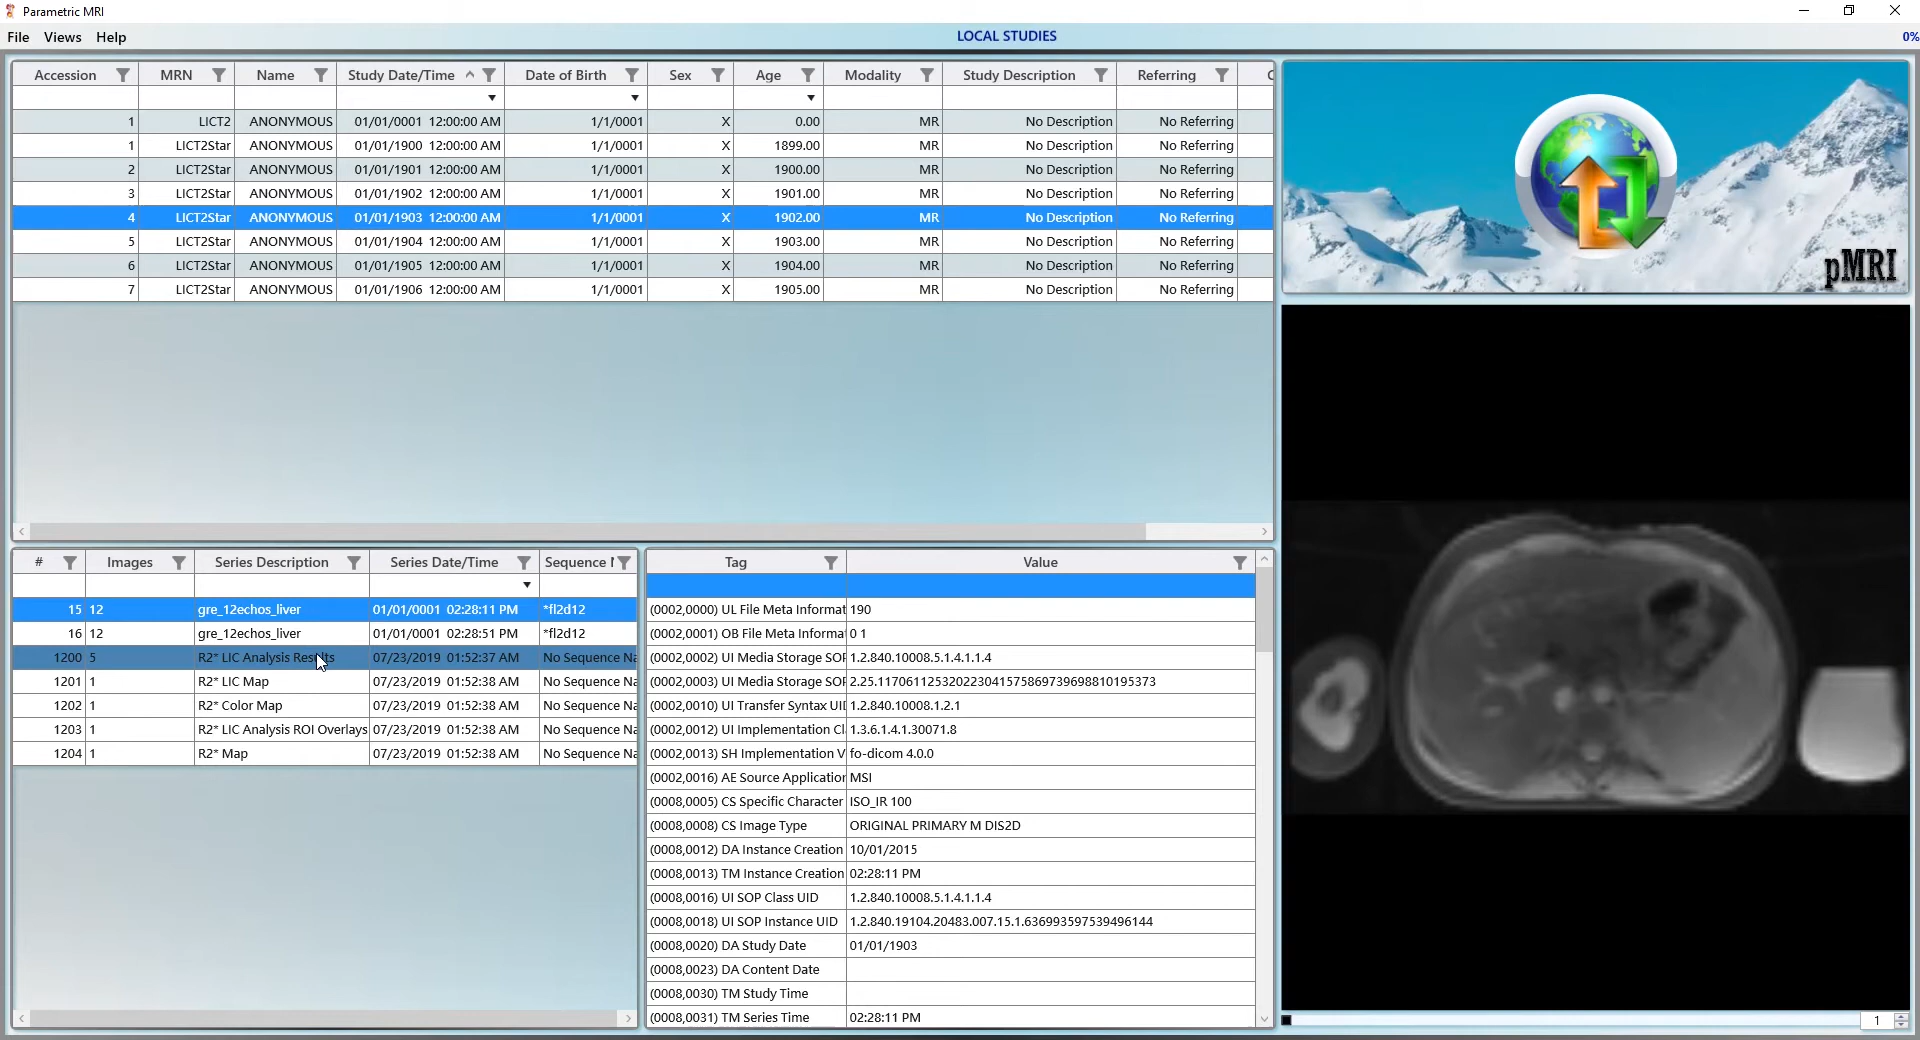 Parametric MRI
File Views Help LOCAL STUDIES 0%
Accession MRN Name Study Date/Time Date of Birth Sex Age Modality Study Description Referring
1 LICT2 ANONYMOUS 01/01/0001 12:00:00 AM 1/1/0001 X 0.00 MR No Description No Referring
1 LICT2Star ANONYMOUS 01/01/1900 12:00:00 AM 1/1/0001 X 1899.00 MR No Description No Referring
2 LICT2Star ANONYMOUS 01/01/1901 12:00:00 AM 1/1/0001 X 1900.00 MR No Description No Referring
3 LICT2Star ANONYMOUS 01/01/1902 12:00:00 AM 1/1/0001 X 1901.00 MR No Description No Referring
4 LICT2Star ANONYMOUS 01/01/1903 12:00:00 AM 1/1/0001 X 1902.00 MR No Description No Referring
5 LICT2Star ANONYMOUS 01/01/1904 12:00:00 AM 1/1/0001 X 1903.00 MR No Description No Referring
6 LICT2Star ANONYMOUS 01/01/1905 12:00:00 AM 1/1/0001 X 1904.00 MR No Description No Referring
7 LICT2Star ANONYMOUS 01/01/1906 12:00:00 AM 1/1/0001 X 1905.00 MR No Description No Referring
pMRI
# Images Series Description Series Date/Time Sequence
15 12 gre_12echos_liver 01/01/0001 02:28:11 PM *fl2d12
16 12 gre_12echos_liver 01/01/0001 02:28:51 PM *fl2d12
1200 5 R2* LIC Analysis Results 07/23/2019 01:52:37 AM No Sequence Na
1201 1 R2* LIC Map 07/23/2019 01:52:38 AM No Sequence Na
1202 1 R2* Color Map 07/23/2019 01:52:38 AM No Sequence Na
1203 1 R2* LIC Analysis ROI Overlays 07/23/2019 01:52:38 AM No Sequence Na
1204 1 R2* Map 07/23/2019 01:52:38 AM No Sequence Na
Tag Value
(0002,0000) UL File Meta Informat 190
(0002,0001) OB File Meta Informa 0 1
(0002,0002) UI Media Storage SOF 1.2.840.10008.5.1.4.1.1.4
(0002,0003) UI Media Storage SOF 2.25.117061125320223041575869739698810195373
(0002,0010) UI Transfer Syntax UI 1.2.840.10008.1.2.1
(0002,0012) UI Implementation Cl 1.3.6.1.4.1.30071.8
(0002,0013) SH Implementation V fo-dicom 4.0.0
(0002,0016) AE Source Application MSI
(0008,0005) CS Specific Character ISO_IR 100
(0008,0008) CS Image Type ORIGINAL PRIMARY M DIS2D
(0008,0012) DA Instance Creation 10/01/2015
(0008,0013) TM Instance Creation 02:28:11 PM
(0008,0016) UI SOP Class UID 1.2.840.10008.5.1.4.1.1.4
(0008,0018) UI SOP Instance UID 1.2.840.19104.20483.007.15.1.636993597539496144
(0008,0020) DA Study Date 01/01/1903
(0008,0023) DA Content Date
(0008,0030) TM Study Time
(0008,0031) TM Series Time 02:28:11 PM
1